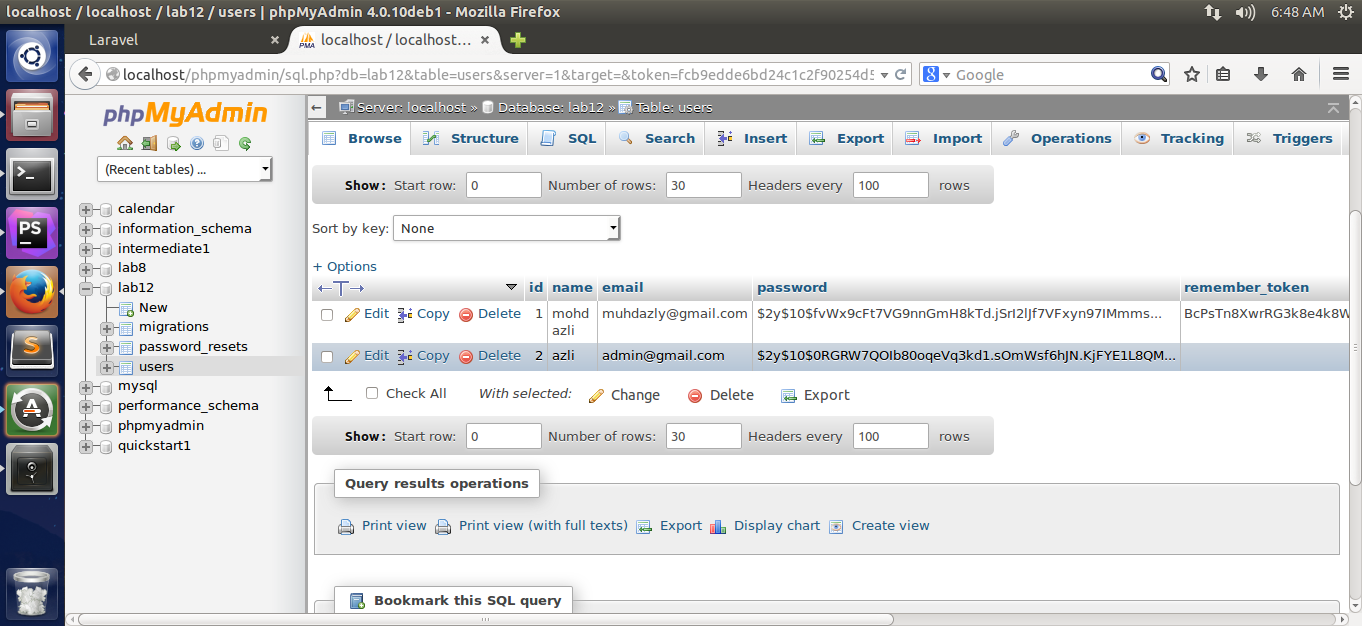 localhost / localhost / lab12 / users | phpMyAdmin 4.0.10deb1 - Mozilla Firefox
6:48 AM
Laravel
localhost / localhost...
localhost/phpmyadmin/sql.php?db=lab12&table=users&server=1&target=&token=fcb9edde6bd24c1c2f90254d5
Google
phpMyAdmin
(Recent tables) ...
calendar
information_schema
intermediate1
lab8
lab12
New
migrations
password_resets
users
mysql
performance_schema
phpmyadmin
quickstart1
Server: localhost » Database: lab12 » Table: users
Browse Structure SQL Search Insert Export Import Operations Tracking Triggers
Show: Start row: 0 Number of rows: 30 Headers every 100 rows
Sort by key: None
+ Options
id name email password remember_token
Edit Copy Delete 1 mohd azli muhdazly@gmail.com $2y$10$fvWx9cFt7VG9nnGmH8kTd.jSrI2lJf7VFxyn97IMmms... BcPsTn8XwrRG3k8e4k8W
Edit Copy Delete 2 azli admin@gmail.com $2y$10$0RGRW7QOIb80oqeVq3kd1.sOmWsf6hJN.KjFYE1L8QM...
Check All With selected: Change Delete Export
Show: Start row: 0 Number of rows: 30 Headers every 100 rows
Query results operations
Print view Print view (with full texts) Export Display chart Create view
Bookmark this SQL query